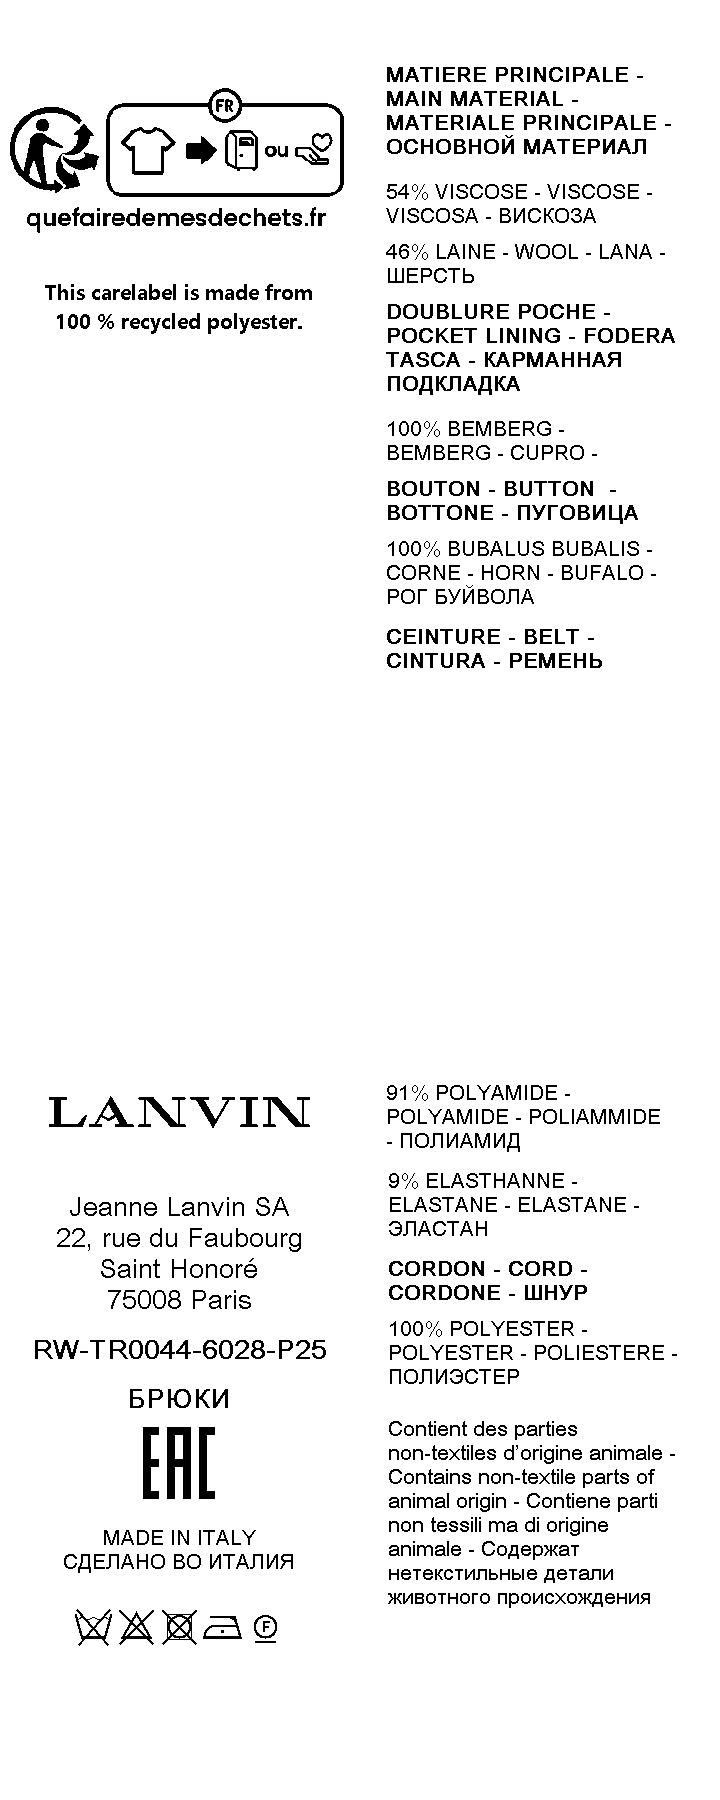 FR
ou
quefairedemesdechets.fr
This carelabel is made from
100 % recycled polyester.
MATIERE PRINCIPALE -
MAIN MATERIAL -
MATERIALE PRINCIPALE -
ОСНОВНОЙ МАТЕРИАЛ
54% VISCOSE - VISCOSE -
VISCOSA - ВИСКОЗА
46% LAINE - WOOL - LANA -
ШЕРСТЬ
DOUBLURE POCHE -
POCKET LINING - FODERA
TASCA - КАРМАННАЯ
ПОДКЛАДКА
100% BEMBERG -
BEMBERG - CUPRO -
BOUTON - BUTTON  -
BOTTONE - ПУГОВИЦА
100% BUBALUS BUBALIS -
CORNE - HORN - BUFALO -
РОГ БУЙВОЛА
CEINTURE - BELT -
CINTURA - РЕМЕНЬ
LANVIN
Jeanne Lanvin SA
22, rue du Faubourg
Saint Honoré
75008 Paris
RW-TR0044-6028-P25
БРЮКИ
EAC
MADE IN ITALY
СДЕЛАНО ВО ИТАЛИЯ
F
91% POLYAMIDE -
POLYAMIDE - POLIAMMIDE
- ПОЛИАМИД
9% ELASTHANNE -
ELASTANE - ELASTANE -
ЭЛАСТАН
CORDON - CORD -
CORDONE - ШНУР
100% POLYESTER -
POLYESTER - POLIESTERE -
ПОЛИЭСТЕР
Contient des parties
non-textiles d’origine animale -
Contains non-textile parts of
animal origin - Contiene parti
non tessili ma di origine
animale - Содержат
нетекстильные детали
животного происхождения